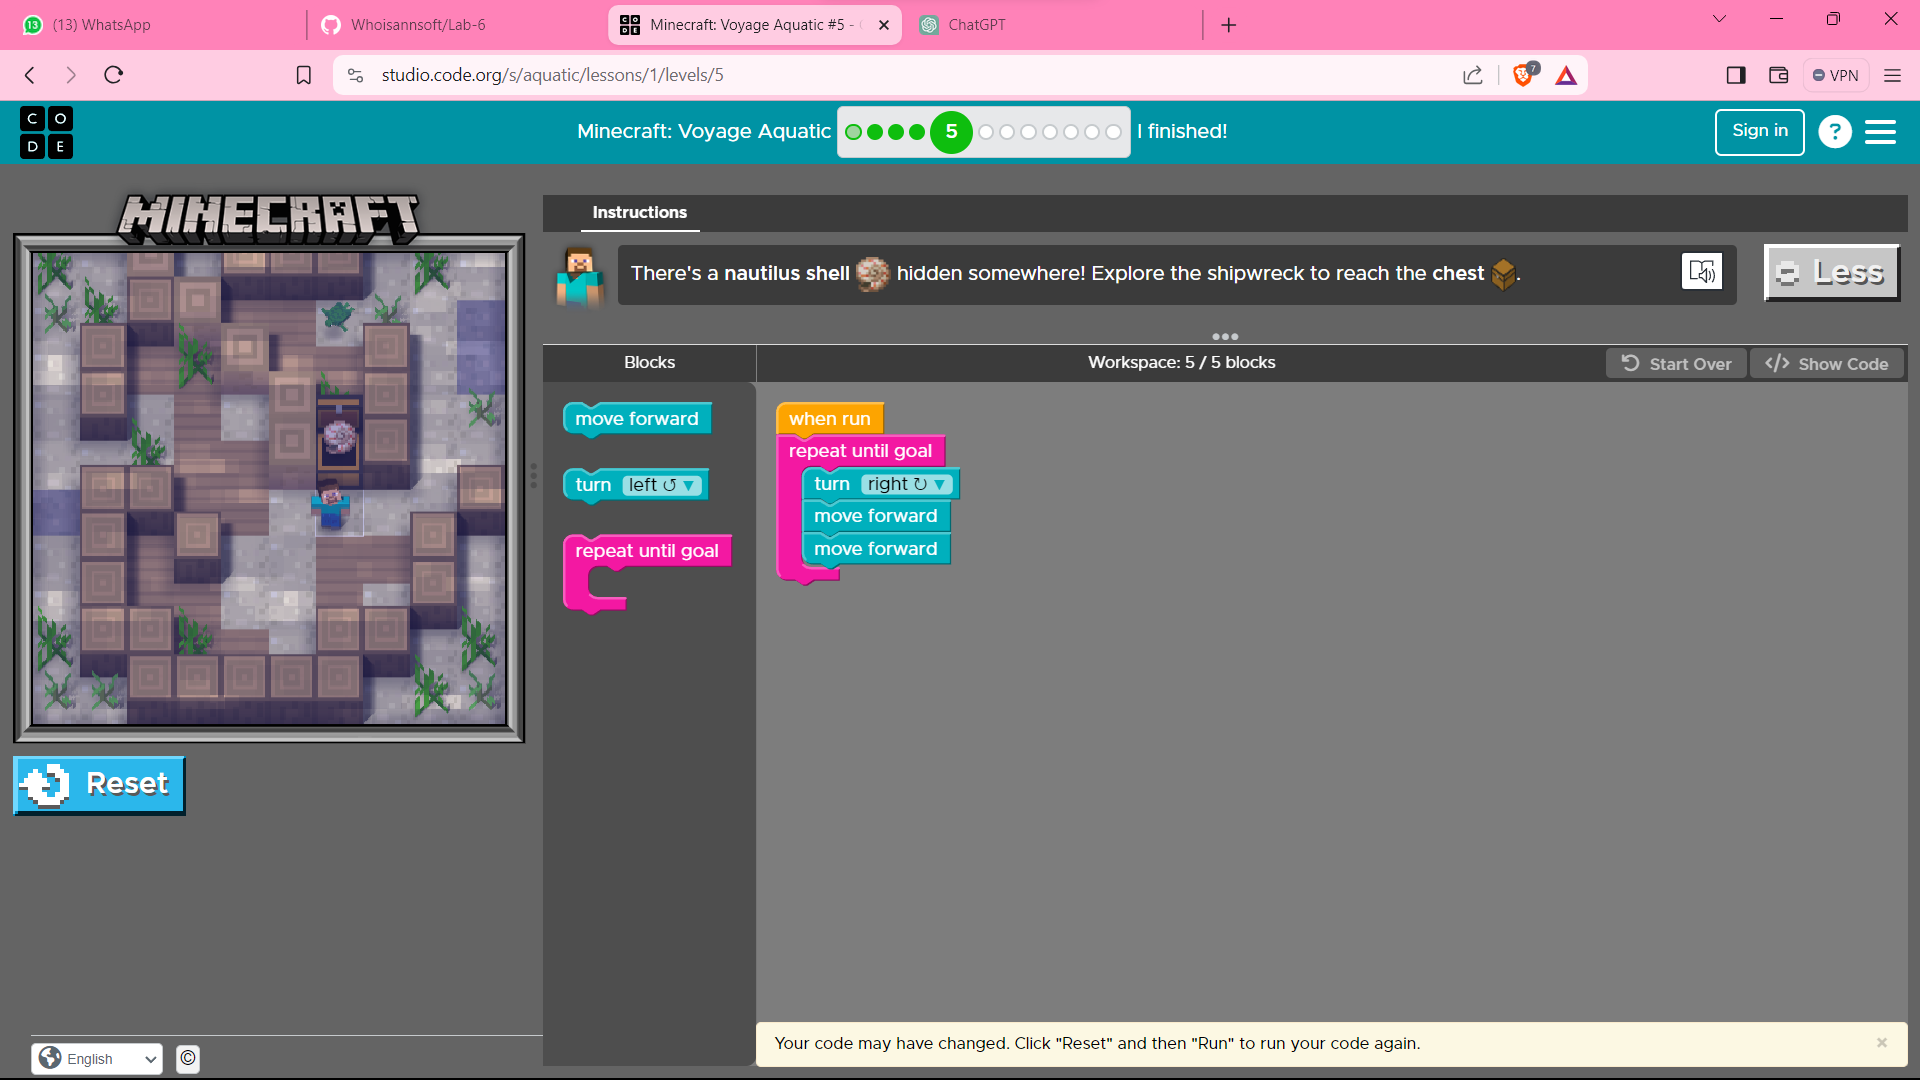 (13) WhatsApp
Whoisannsoft/Lab-6
Minecraft: Voyage Aquatic #5 -
ChatGPT
studio.code.org/s/aquatic/lessons/1/levels/5
7
VPN
C O
D E
Minecraft: Voyage Aquatic
5
I finished!
Sign in
?
MINECRAFT
Instructions
There's a nautilus shell hidden somewhere! Explore the shipwreck to reach the chest .
Less
Blocks
Workspace: 5 / 5 blocks
Start Over
</> Show Code
move forward
turn left ↺ ▼
repeat until goal
when run
repeat until goal
turn right ↻ ▼
move forward
move forward
Reset
English
©
Your code may have changed. Click "Reset" and then "Run" to run your code again.
×